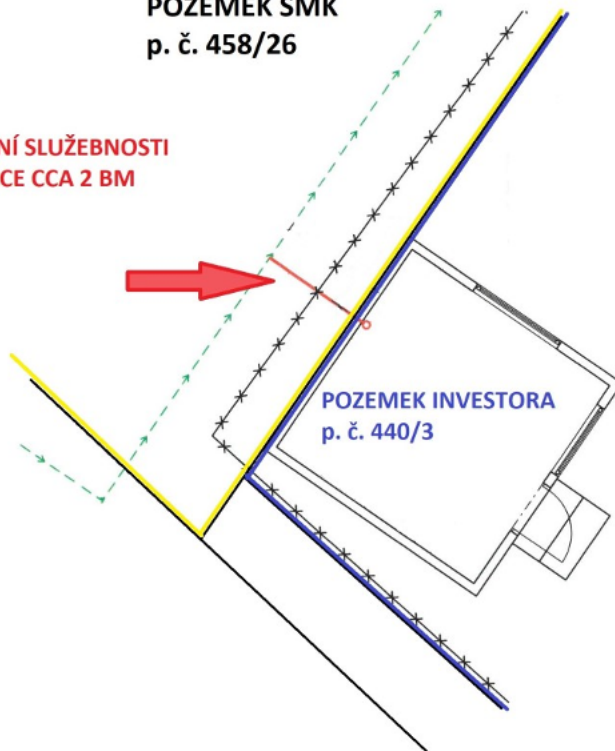 POZEMEK SMK
p. č. 458/26
NÍ SLUŽEBNOSTI
CE CCA 2 BM
POZEMEK INVESTORA
p. č. 440/3